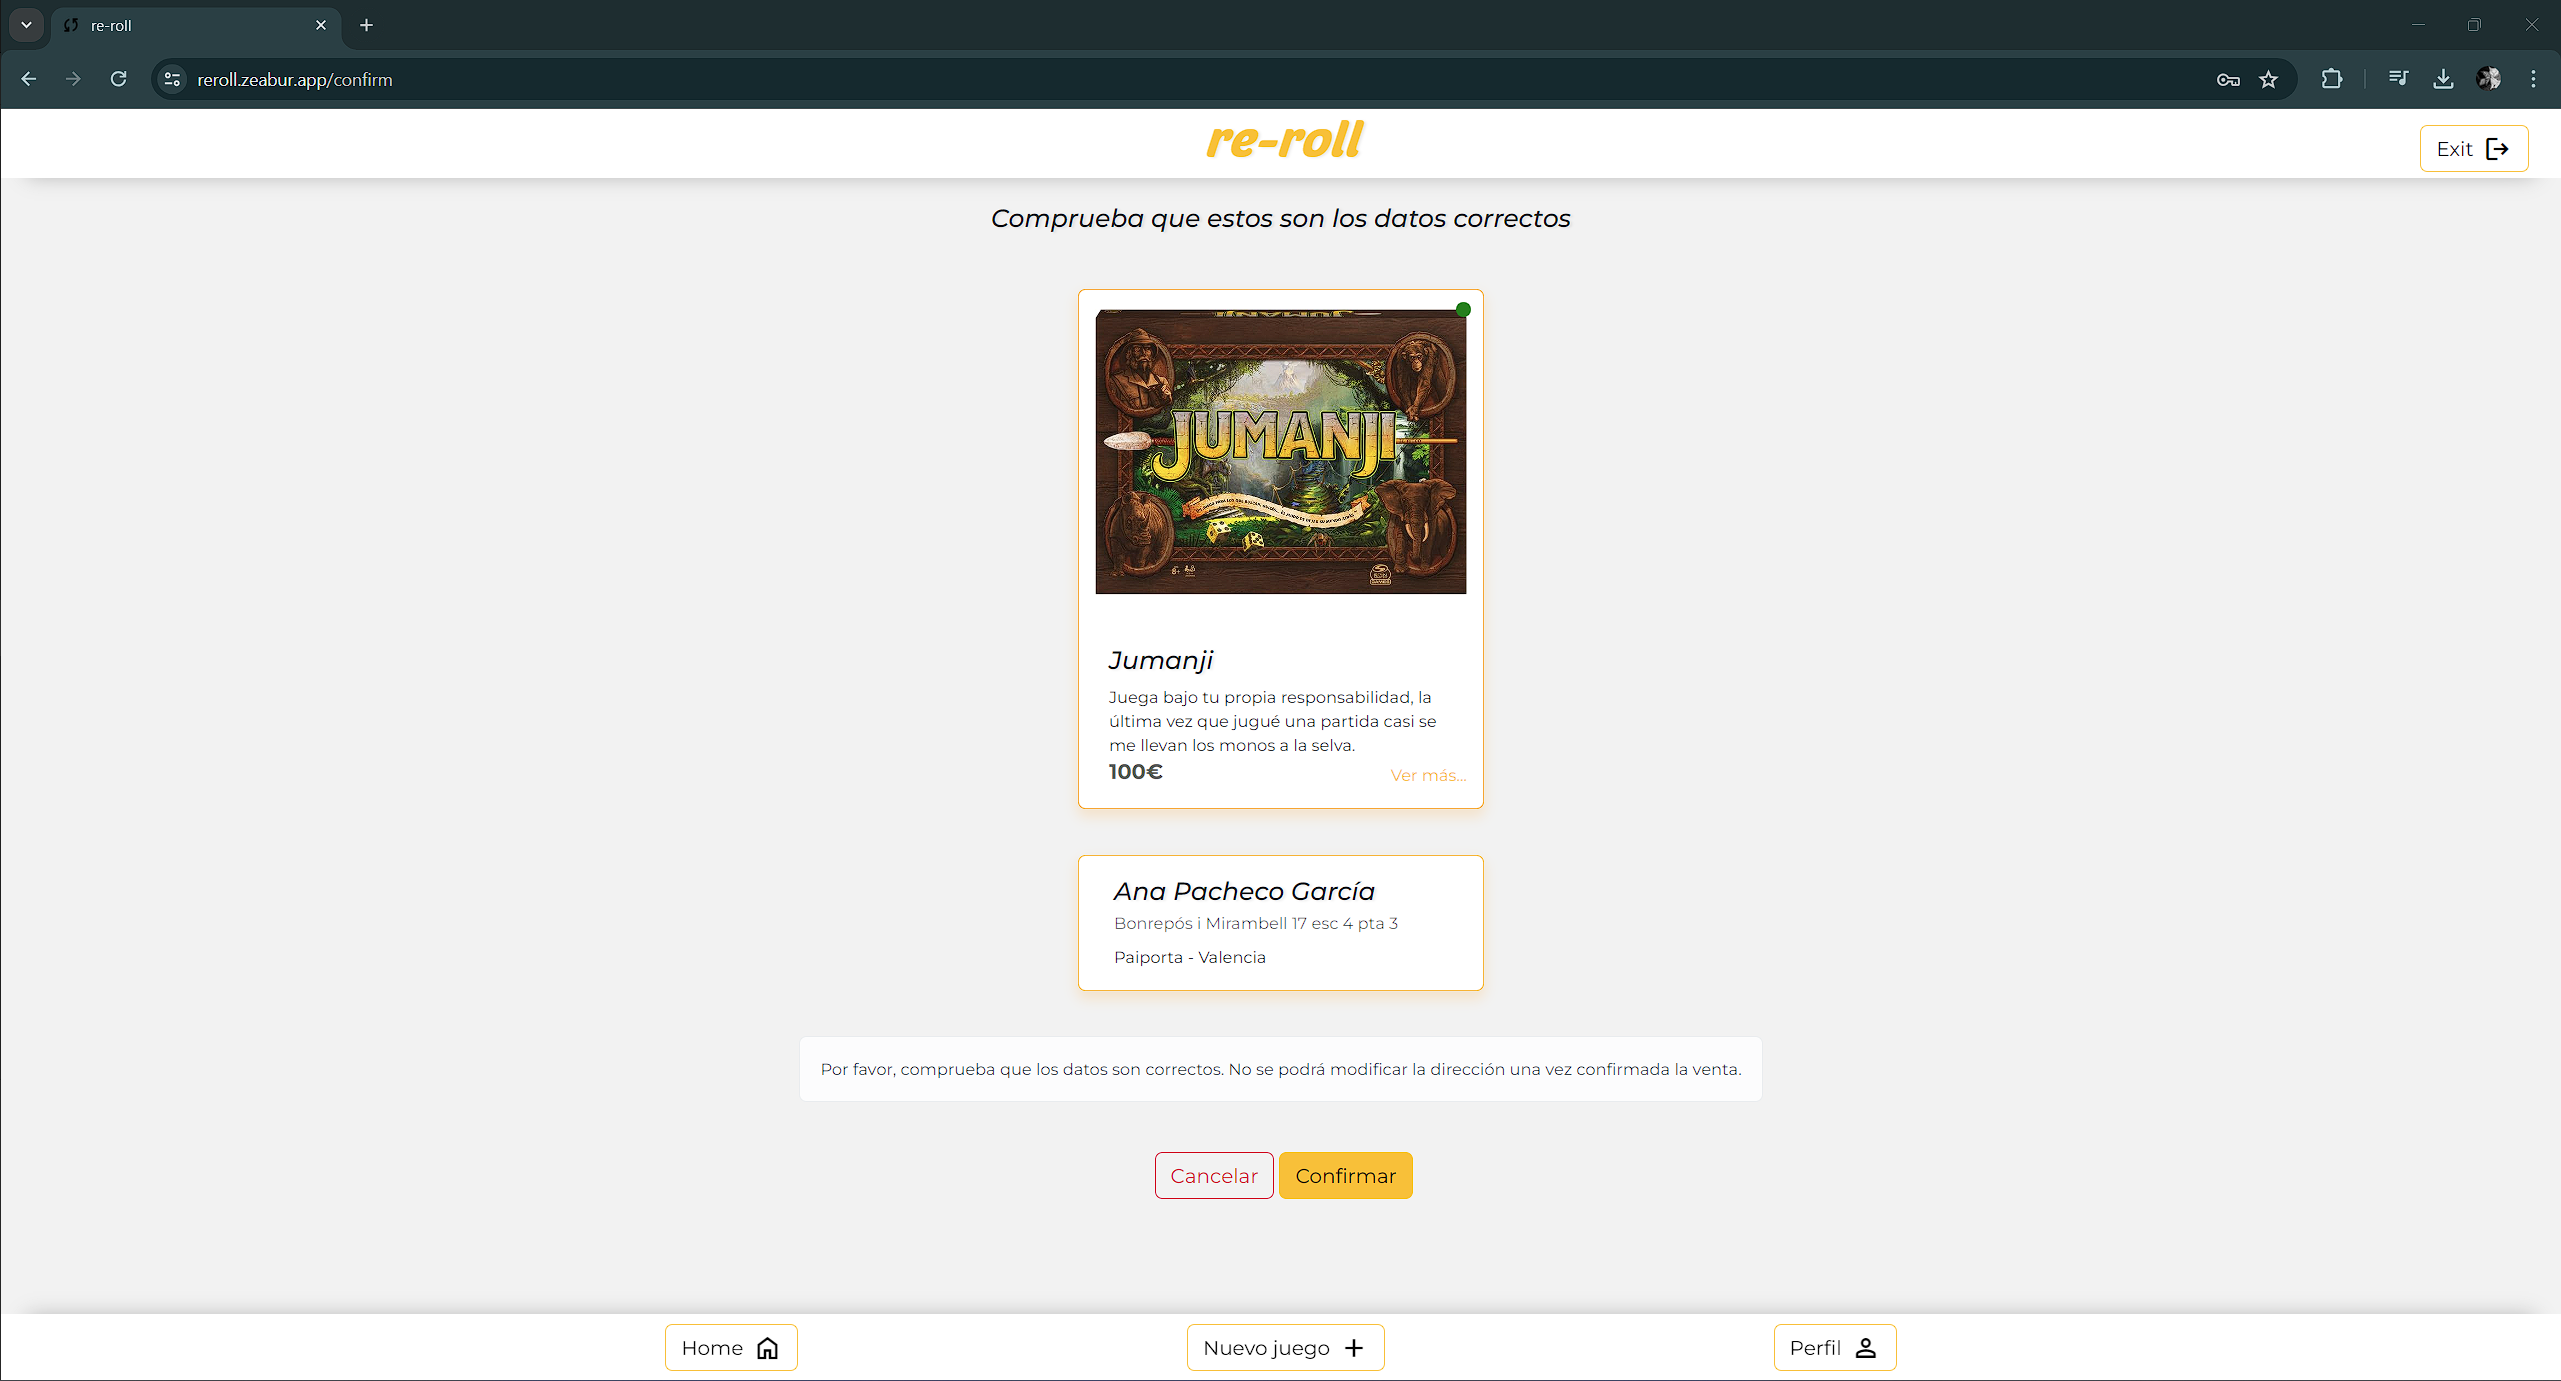 re-roll
reroll.zeabur.app/confirm
re-roll
Exit
Comprueba que estos son los datos correctos
JUMANJI
JUMANJI
8+
Jumanji
Juega bajo tu propia responsabilidad, la
última vez que jugué una partida casi se
me llevan los monos a la selva.
100€
Ver más...
Ana Pacheco García
Bonrepós i Mirambell 17 esc 4 pta 3
Paiporta - Valencia
Por favor, comprueba que los datos son correctos. No se podrá modificar la dirección una vez confirmada la venta.
Cancelar
Confirmar
Home
Nuevo juego
Perfil